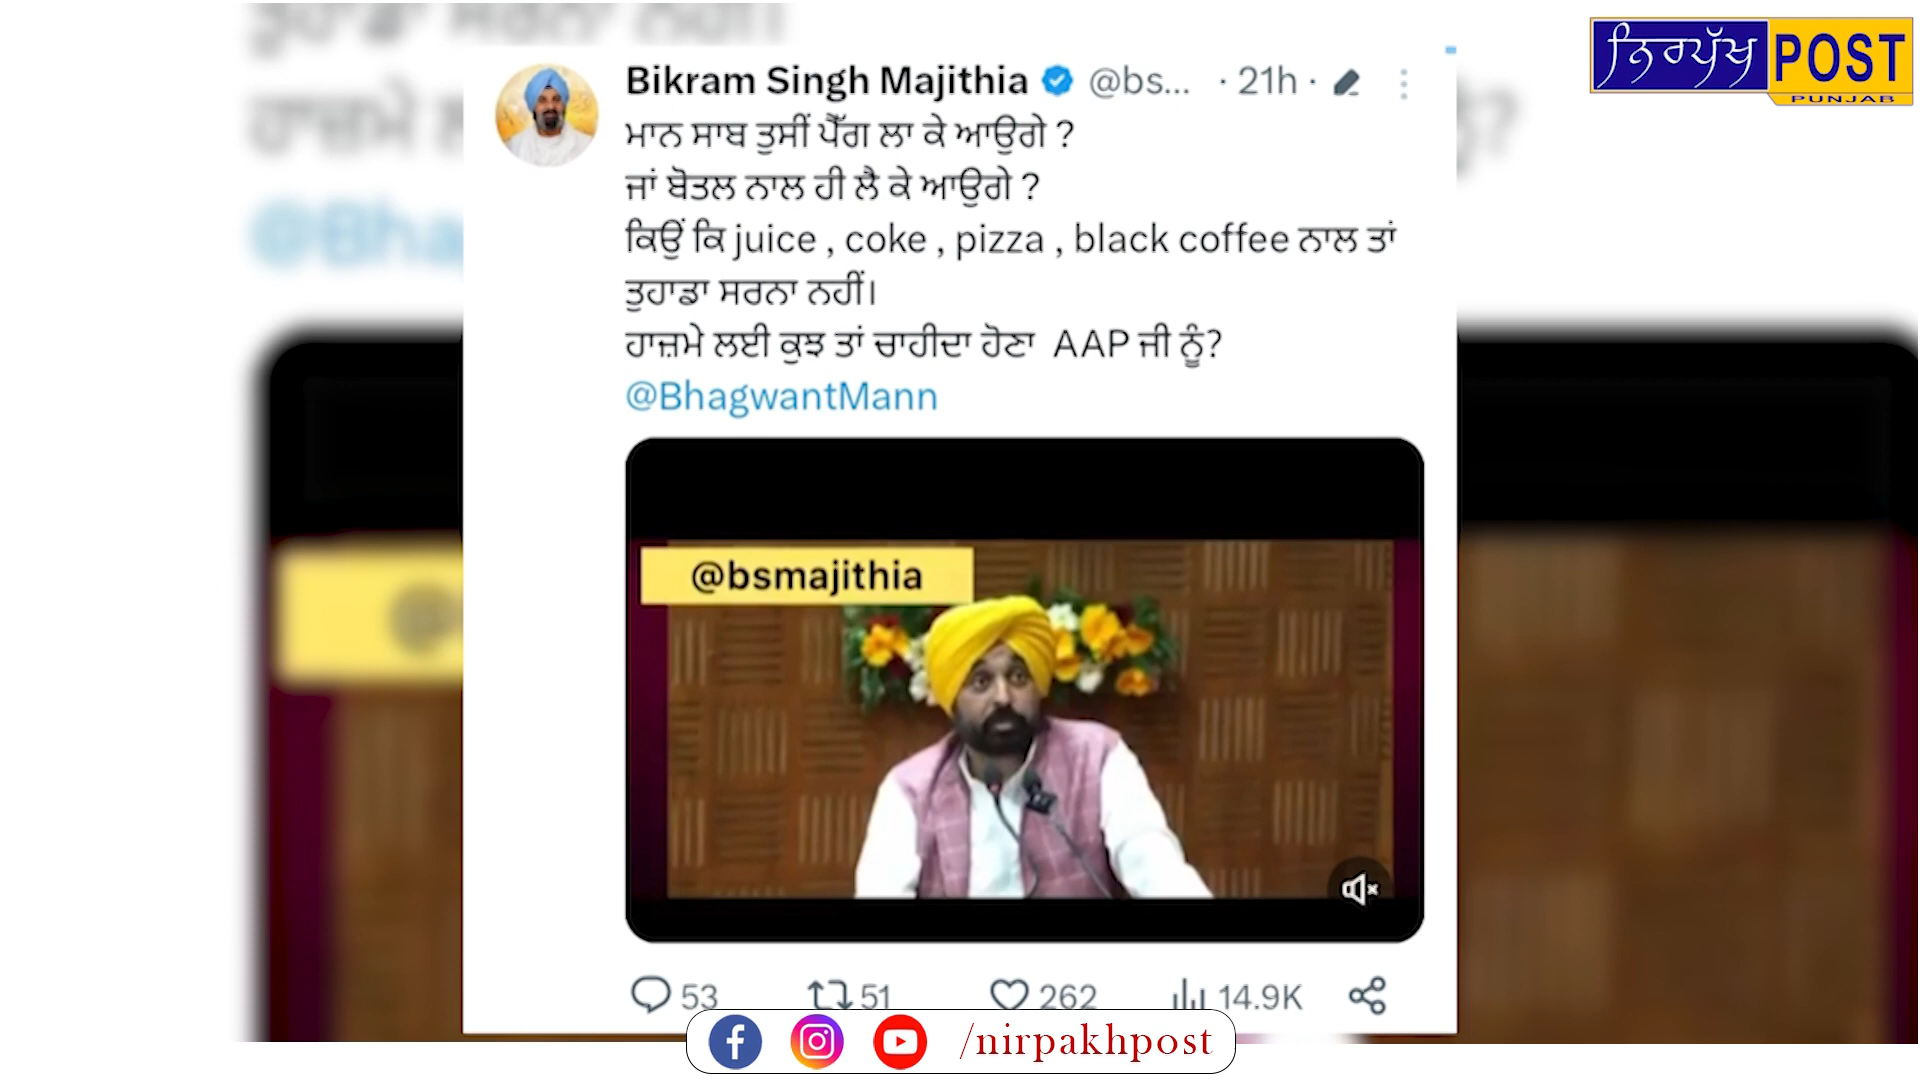 ਨਿਰਪੱਖ POST
PUNJAB
Bikram Singh Majithia @bs... · 21h ·
ਮਾਨ ਸਾਬ ਤੁਸੀਂ ਪੈੱਗ ਲਾ ਕੇ ਆਉਗੇ ?
ਜਾਂ ਬੋਤਲ ਨਾਲ ਹੀ ਲੈ ਕੇ ਆਉਗੇ ?
ਕਿਉਂ ਕਿ juice , coke , pizza , black coffee ਨਾਲ ਤਾਂ
ਤੁਹਾਡਾ ਸਰਨਾ ਨਹੀਂ।
ਹਾਜ਼ਮੇ ਲਈ ਕੁਝ ਤਾਂ ਚਾਹੀਦਾ ਹੋਣਾ AAP ਜੀ ਨੂੰ?
@BhagwantMann
@bsmajithia
53 51 262 14.9K
/nirpakhpost